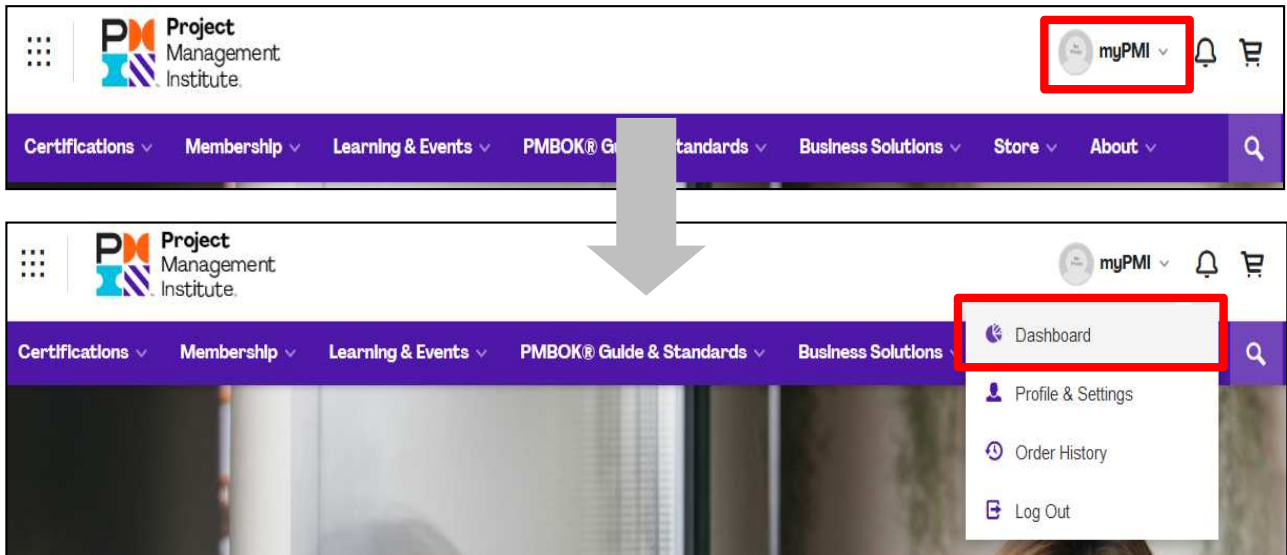 Project
Management
Institute.
myPMI
Certifications Membership Learning & Events PMBOK® G tandards Business Solutions Store About
Project
Management
Institute.
myPMI
Certifications Membership Learning & Events PMBOK® Guide & Standards Business Solutions
Dashboard
Profile & Settings
Order History
Log Out